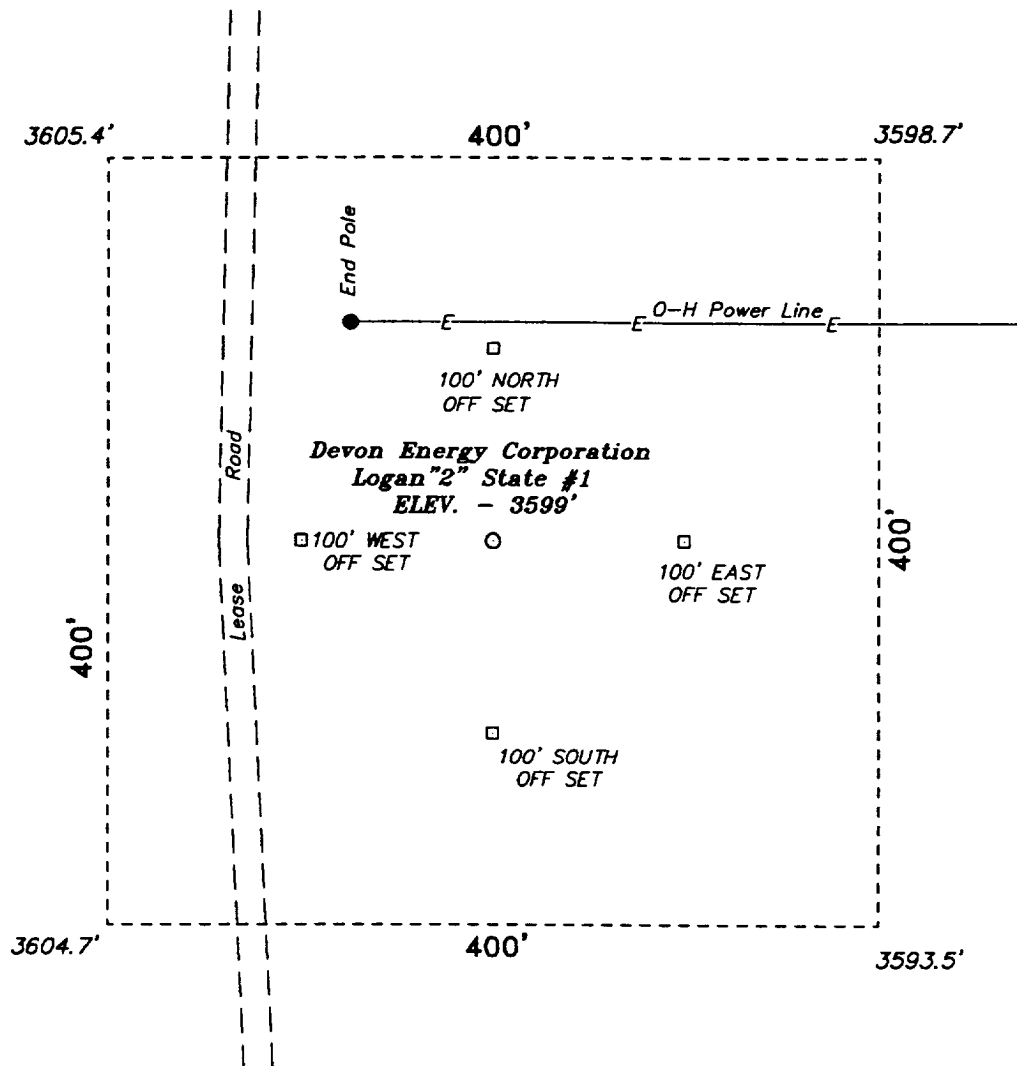 3605.4'
400'
3598.7'
End Pole
E
E
O-H Power Line
E
100' NORTH
OFF SET
Devon Energy Corporation
Logan"2" State #1
ELEV. - 3599'
Road
Lease
100' WEST
OFF SET
100' EAST
OFF SET
400'
400'
100' SOUTH
OFF SET
3604.7'
400'
3593.5'